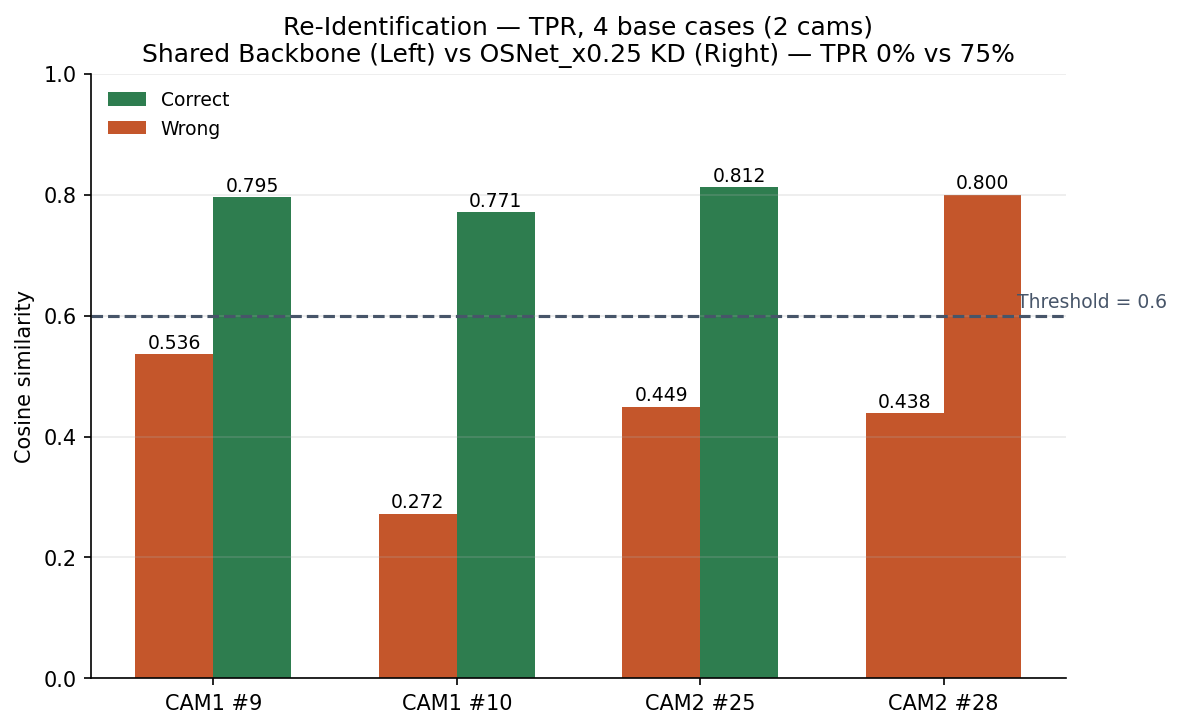 Re-Identification — TPR, 4 base cases (2 cams)
Shared Backbone (Left) vs OSNet_x0.25 KD (Right) — TPR 0% vs 75%
1.0
0.8
0.6
0.4
0.2
0.0
Cosine similarity
Correct
Wrong
0.536
0.795
0.272
0.771
0.449
0.812
0.438
0.800
Threshold = 0.6
CAM1 #9
CAM1 #10
CAM2 #25
CAM2 #28